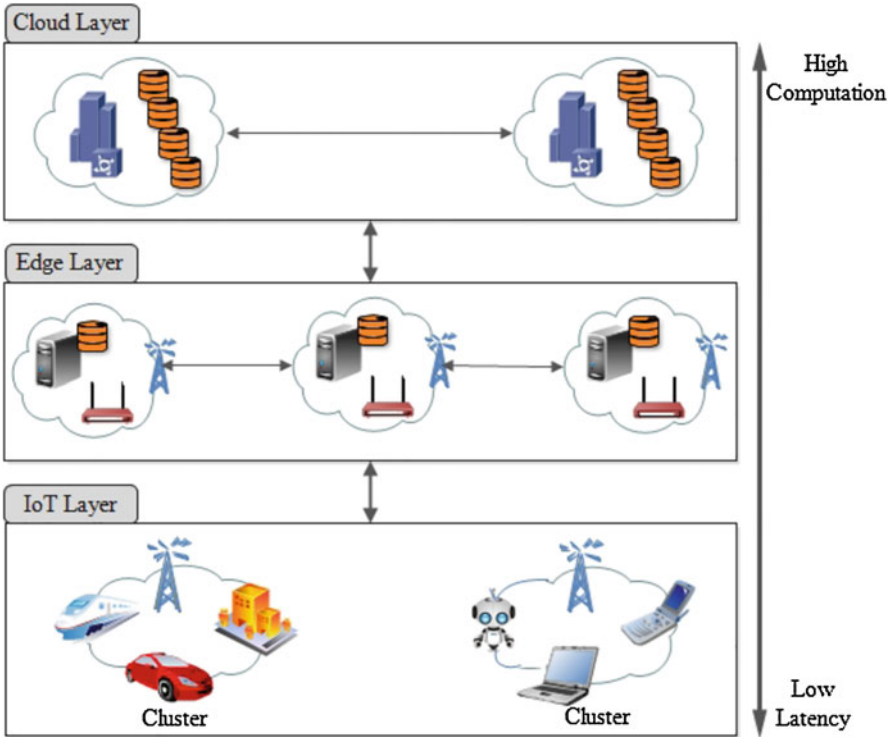 Cloud Layer
High
Computation
Edge Layer
IoT Layer
Cluster
Cluster
Low
Latency